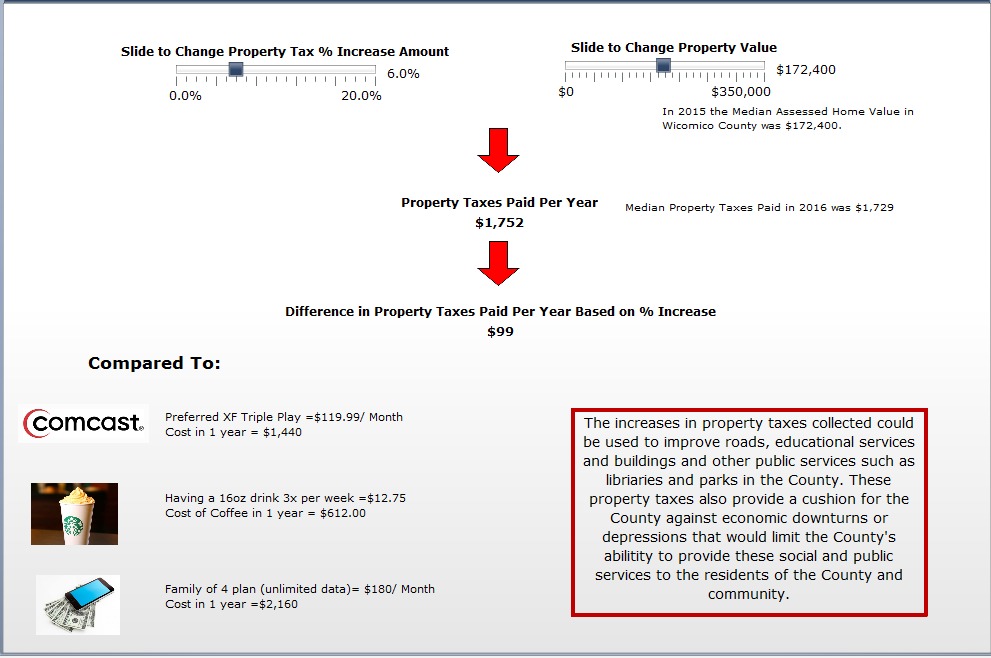 Slide to Change Property Tax % Increase Amount
6.0%
0.0%
20.0%
Slide to Change Property Value
$172,400
$0
$350,000
In 2015 the Median Assessed Home Value in
Wicomico County was $172,400.
Property Taxes Paid Per Year
$1,752
Median Property Taxes Paid in 2016 was $1,729
Difference in Property Taxes Paid Per Year Based on % Increase
$99
Compared To:
comcast®
Preferred XF Triple Play =$119.99/ Month
Cost in 1 year = $1,440
Having a 16oz drink 3x per week =$12.75
Cost of Coffee in 1 year = $612.00
Family of 4 plan (unlimited data)= $180/ Month
Cost in 1 year =$2,160
The increases in property taxes collected could
be used to improve roads, educational services
and buildings and other public services such as
libriaries and parks in the County. These
property taxes also provide a cushion for the
County against economic downturns or
depressions that would limit the County's
abilitity to provide these social and public
services to the residents of the County and
community.